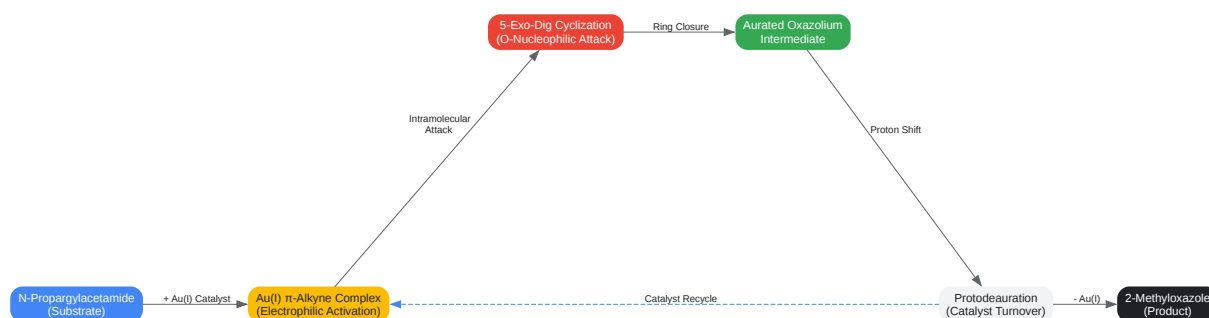 5-Exo-Dig Cyclization
(O-Nucleophilic Attack)
Ring Closure
Aurated Oxazolium
Intermediate
Intramolecular
Attack
Proton Shift
N-Propargylacetamide
(Substrate)
+ Au(I) Catalyst
Au(I) π-Alkyne Complex
(Electrophilic Activation)
Catalyst Recycle
Protodeauration
(Catalyst Turnover)
- Au(I)
2-Methyloxazole
(Product)